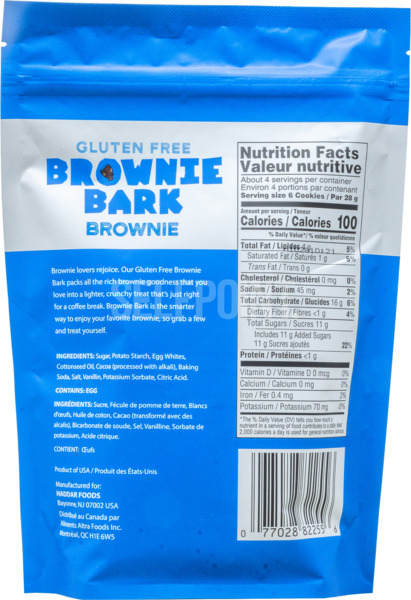 GLUTEN FREE
BROWNIE
BARK
BROWNIE
Brownie lovers rejoice. Our Gluten Free Brownie
Bark packs all the rich brownie goodness that you
love into a lighter, crunchy treat that's just right
for a coffee break. Brownie Bark is the smarter
way to enjoy your favorite brownie, so grab a few
and treat yourself.
INGREDIENTS: Sugar, Potato Starch, Egg Whites,
Cottonseed Oil, Cocoa (processed with alkali), Baking
Soda, Salt, Vanillin, Potassium Sorbate, Citric Acid.
CONTAINS: EGG
INGRÉDIENTS: Sucre, Fécule de pomme de terre, Blancs
d'œufs, Huile de coton, Cacao (transformé avec des
alcalis), Bicarbonate de soude, Sel, Vanilline, Sorbate de
potassium, Acide citrique.
CONTIENT: Œufs
Product of USA / Produit des États-Unis
Manufactured for:
HADDAR FOODS
Bayonne, NJ 07002 USA
Distribué au Canada par
Aliments Altra Foods Inc.
Montréal, QC H1E 6W5
Nutrition Facts
Valeur nutritive
About 4 servings per container
Environ 4 portions par contenant
Serving size 6 Cookies / Par 28 g
Amount per serving / Teneur
Calories / Calories 100
% Daily Value* / % valeur quotidienne
Total Fat / Lipides 4 g 5%
Saturated Fat / Saturés 1 g 5%
Trans Fat / Trans 0 g
Cholesterol / Cholestérol 0 mg 0%
Sodium / Sodium 45 mg 2%
Total Carbohydrate / Glucides 16 g 6%
Dietary Fiber / Fibres <1 g 4%
Total Sugars / Sucres 11 g
Includes 11 g Added Sugars
11 g Sucres ajoutés 22%
Protein / Protéines <1 g
Vitamin D / Vitamine D 0 mcg 0%
Calcium / Calcium 0 mg 0%
Iron / Fer 0.4 mg 2%
Potassium / Potassium 70 mg 0%
*The % Daily Value (DV) tells you how much a
nutrient in a serving of food contributes to a daily diet.
2,000 calories a day is used for general nutrition advice.
0 77028 82255 6